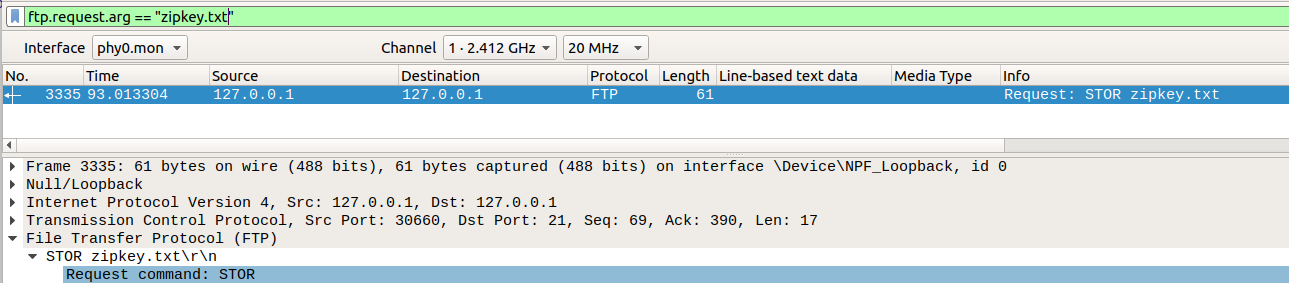 ftp.request.arg == "zipkey.txt"
Interface phy0.mon Channel 1 · 2.412 GHz 20 MHz
No. Time Source Destination Protocol Length Line-based text data Media Type Info
3335 93.013304 127.0.0.1 127.0.0.1 FTP 61 Request: STOR zipkey.txt
Frame 3335: 61 bytes on wire (488 bits), 61 bytes captured (488 bits) on interface \Device\NPF_Loopback, id 0
Null/Loopback
Internet Protocol Version 4, Src: 127.0.0.1, Dst: 127.0.0.1
Transmission Control Protocol, Src Port: 30660, Dst Port: 21, Seq: 69, Ack: 390, Len: 17
File Transfer Protocol (FTP)
STOR zipkey.txt\r\n
Request command: STOR